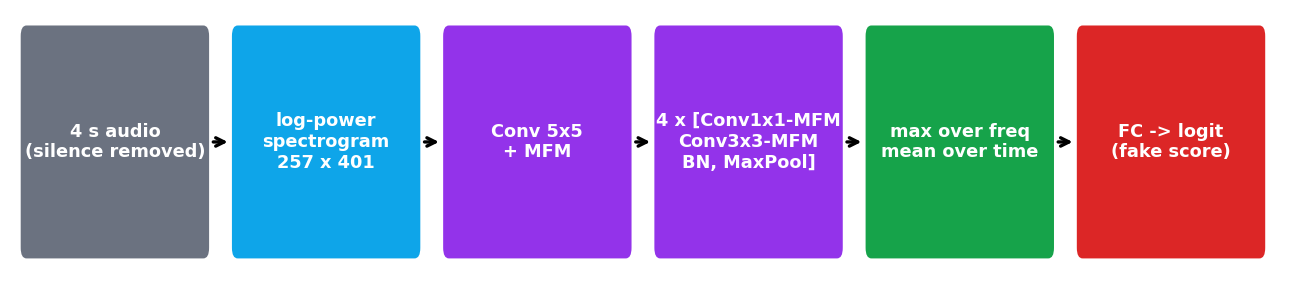 4 s audio
(silence removed)
log-power
spectrogram
257 x 401
Conv 5x5
+ MFM
4 x [Conv1x1-MFM
Conv3x3-MFM
BN, MaxPool]
max over freq
mean over time
FC -> logit
(fake score)